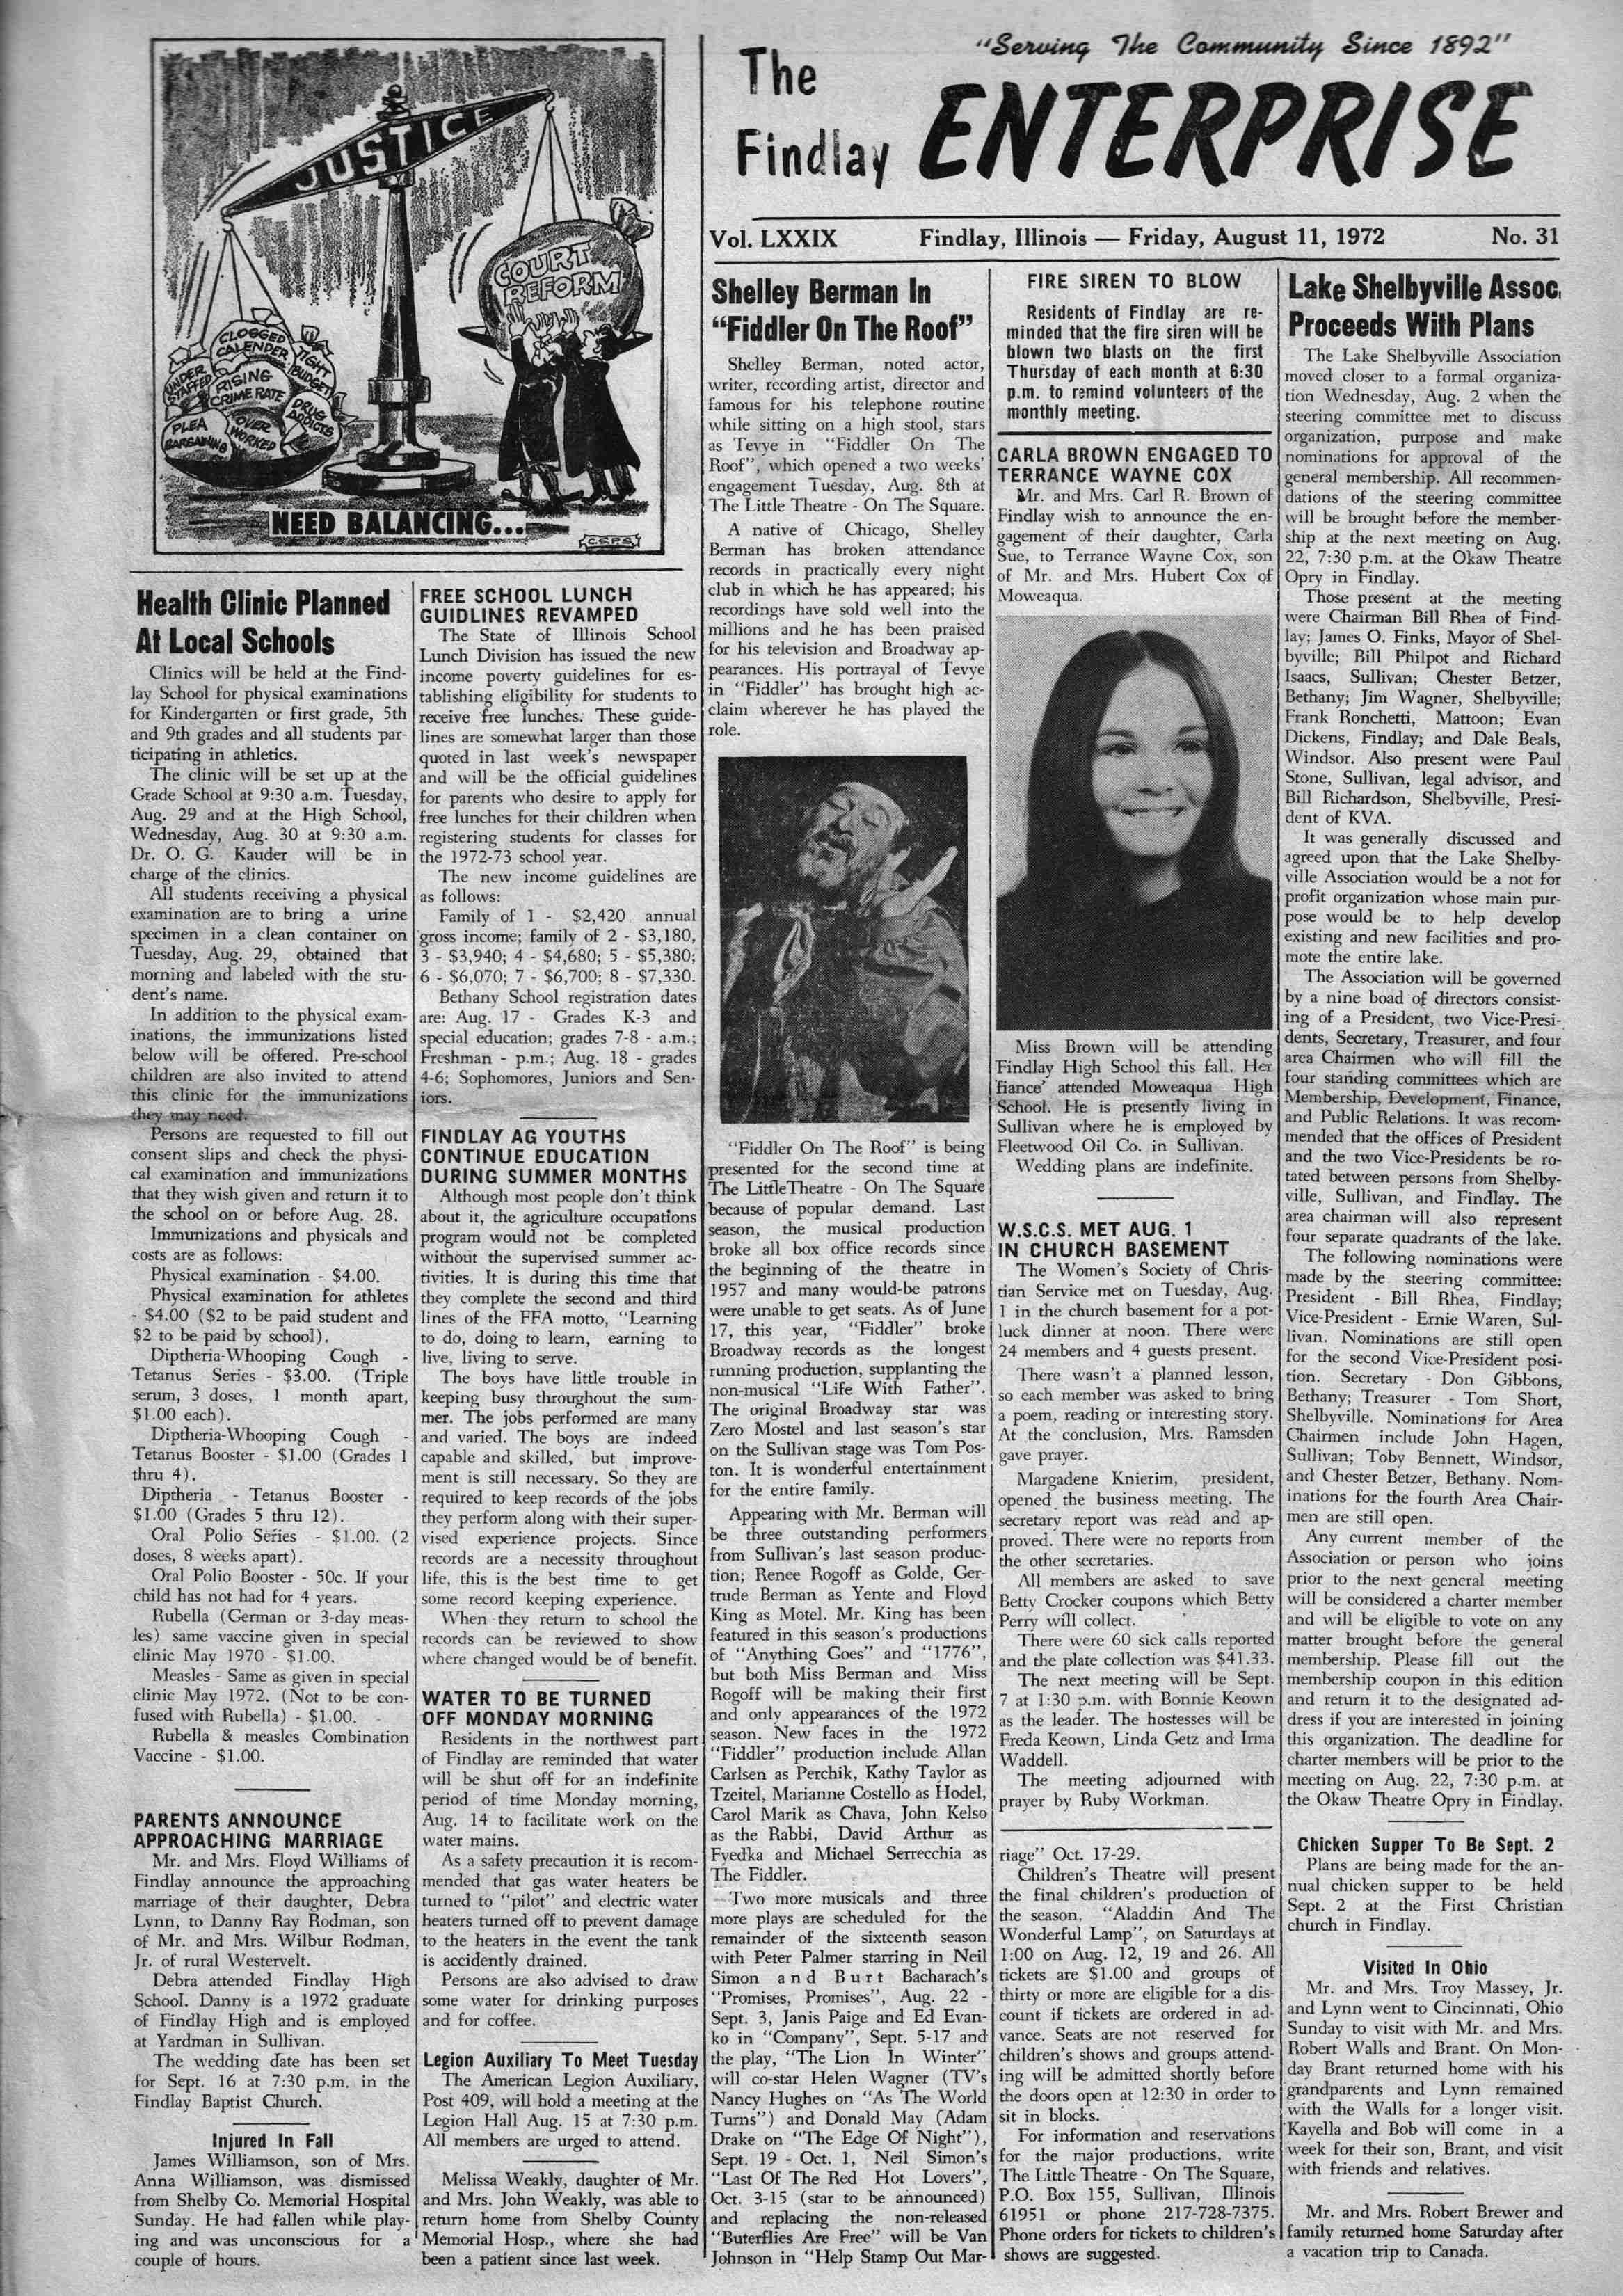 "Serving The Community Since 1892"
The
Findlay ENTERPRISE
Vol. LXXIX Findlay, Illinois — Friday, August 11, 1972 No. 31
JUSTICE
COURT
REFORM
CLOGGED
CALENDER
TIGHT
BUDGET
UNDER
STAFFED
RISING
CRIME RATE
DRUG
ADDICTS
PLEA
BARGAINING
OVER
WORKED
NEED BALANCING...
C.S.P.S.
Health Clinic Planned
At Local Schools
Clinics will be held at the Find-
lay School for physical examinations
for Kindergarten or first grade, 5th
and 9th grades and all students par-
ticipating in athletics.
The clinic will be set up at the
Grade School at 9:30 a.m. Tuesday,
Aug. 29 and at the High School,
Wednesday, Aug. 30 at 9:30 a.m.
Dr. O. G. Kauder will be in
charge of the clinics.
All students receiving a physical
examination are to bring a urine
specimen in a clean container on
Tuesday, Aug. 29, obtained that
morning and labeled with the stu-
dent's name.
In addition to the physical exam-
inations, the immunizations listed
below will be offered. Pre-school
children are also invited to attend
this clinic for the immunizations
they may need.
Persons are requested to fill out
consent slips and check the physi-
cal examination and immunizations
that they wish given and return it to
the school on or before Aug. 28.
Immunizations and physicals and
costs are as follows:
Physical examination - $4.00.
Physical examination for athletes
- $4.00 ($2 to be paid student and
$2 to be paid by school).
Diptheria-Whooping Cough -
Tetanus Series - $3.00. (Triple
serum, 3 doses, 1 month apart,
$1.00 each).
Diptheria-Whooping Cough -
Tetanus Booster - $1.00 (Grades 1
thru 4).
Diptheria - Tetanus Booster -
$1.00 (Grades 5 thru 12).
Oral Polio Series - $1.00. (2
doses, 8 weeks apart).
Oral Polio Booster - 50c. If your
child has not had for 4 years.
Rubella (German or 3-day meas-
les) same vaccine given in special
clinic May 1970 - $1.00.
Measles - Same as given in special
clinic May 1972. (Not to be con-
fused with Rubella) - $1.00.
Rubella & measles Combination
Vaccine - $1.00.
PARENTS ANNOUNCE
APPROACHING MARRIAGE
Mr. and Mrs. Floyd Williams of
Findlay announce the approaching
marriage of their daughter, Debra
Lynn, to Danny Ray Rodman, son
of Mr. and Mrs. Wilbur Rodman,
Jr. of rural Westervelt.
Debra attended Findlay High
School. Danny is a 1972 graduate
of Findlay High and is employed
at Yardman in Sullivan.
The wedding date has been set
for Sept. 16 at 7:30 p.m. in the
Findlay Baptist Church.
Injured In Fall
James Williamson, son of Mrs.
Anna Williamson, was dismissed
from Shelby Co. Memorial Hospital
Sunday. He had fallen while play-
ing and was unconscious for a
couple of hours.
FREE SCHOOL LUNCH
GUIDLINES REVAMPED
The State of Illinois School
Lunch Division has issued the new
income poverty guidelines for es-
tablishing eligibility for students to
receive free lunches. These guide-
lines are somewhat larger than those
quoted in last week's newspaper
and will be the official guidelines
for parents who desire to apply for
free lunches for their children when
registering students for classes for
the 1972-73 school year.
The new income guidelines are
as follows:
Family of 1 - $2,420 annual
gross income; family of 2 - $3,180,
3 - $3,940; 4 - $4,680; 5 - $5,380;
6 - $6,070; 7 - $6,700; 8 - $7,330.
Bethany School registration dates
are: Aug. 17 - Grades K-3 and
special education; grades 7-8 - a.m.;
Freshman - p.m.; Aug. 18 - grades
4-6; Sophomores, Juniors and Sen-
iors.
FINDLAY AG YOUTHS
CONTINUE EDUCATION
DURING SUMMER MONTHS
Although most people don't think
about it, the agriculture occupations
program would not be completed
without the supervised summer ac-
tivities. It is during this time that
they complete the second and third
lines of the FFA motto, "Learning
to do, doing to learn, earning to
live, living to serve.
The boys have little trouble in
keeping busy throughout the sum-
mer. The jobs performed are many
and varied. The boys are indeed
capable and skilled, but improve-
ment is still necessary. So they are
required to keep records of the jobs
they perform along with their super-
vised experience projects. Since
records are a necessity throughout
life, this is the best time to get
some record keeping experience.
When they return to school the
records can be reviewed to show
where changed would be of benefit.
WATER TO BE TURNED
OFF MONDAY MORNING
Residents in the northwest part
of Findlay are reminded that water
will be shut off for an indefinite
period of time Monday morning,
Aug. 14 to facilitate work on the
water mains.
As a safety precaution it is recom-
mended that gas water heaters be
turned to "pilot" and electric water
heaters turned off to prevent damage
to the heaters in the event the tank
is accidently drained.
Persons are also advised to draw
some water for drinking purposes
and for coffee.
Legion Auxiliary To Meet Tuesday
The American Legion Auxiliary,
Post 409, will hold a meeting at the
Legion Hall Aug. 15 at 7:30 p.m.
All members are urged to attend.
Melissa Weakly, daughter of Mr.
and Mrs. John Weakly, was able to
return home from Shelby County
Memorial Hosp., where she had
been a patient since last week.
Shelley Berman In
"Fiddler On The Roof"
Shelley Berman, noted actor,
writer, recording artist, director and
famous for his telephone routine
while sitting on a high stool, stars
as Tevye in "Fiddler On The
Roof", which opened a two weeks'
engagement Tuesday, Aug. 8th at
The Little Theatre - On The Square.
A native of Chicago, Shelley
Berman has broken attendance
records in practically every night
club in which he has appeared; his
recordings have sold well into the
millions and he has been praised
for his television and Broadway ap-
pearances. His portrayal of Tevye
in "Fiddler" has brought high ac-
claim wherever he has played the
role.
"Fiddler On The Roof" is being
presented for the second time at
The LittleTheatre - On The Square
because of popular demand. Last
season, the musical production
broke all box office records since
the beginning of the theatre in
1957 and many would-be patrons
were unable to get seats. As of June
17, this year, "Fiddler" broke
Broadway records as the longest
running production, supplanting the
non-musical "Life With Father".
The original Broadway star was
Zero Mostel and last season's star
on the Sullivan stage was Tom Pos-
ton. It is wonderful entertainment
for the entire family.
Appearing with Mr. Berman will
be three outstanding performers
from Sullivan's last season produc-
tion; Renee Rogoff as Golde, Ger-
trude Berman as Yente and Floyd
King as Motel. Mr. King has been
featured in this season's productions
of "Anything Goes" and "1776",
but both Miss Berman and Miss
Rogoff will be making their first
and only appearances of the 1972
season. New faces in the 1972
"Fiddler" production include Allan
Carlsen as Perchik, Kathy Taylor as
Tzeitel, Marianne Costello as Hodel,
Carol Marik as Chava, John Kelso
as the Rabbi, David Arthur as
Fyedka and Michael Serrecchia as
The Fiddler.
Two more musicals and three
more plays are scheduled for the
remainder of the sixteenth season
with Peter Palmer starring in Neil
Simon and Burt Bacharach's
"Promises, Promises", Aug. 22 -
Sept. 3, Janis Paige and Ed Evan-
ko in "Company", Sept. 5-17 and
the play, "The Lion In Winter"
will co-star Helen Wagner (TV's
Nancy Hughes on "As The World
Turns") and Donald May (Adam
Drake on "The Edge Of Night"),
Sept. 19 - Oct. 1, Neil Simon's
"Last Of The Red Hot Lovers",
Oct. 3-15 (star to be announced)
and replacing the non-released
"Buterflies Are Free" will be Van
Johnson in "Help Stamp Out Mar-
FIRE SIREN TO BLOW
Residents of Findlay are re-
minded that the fire siren will be
blown two blasts on the first
Thursday of each month at 6:30
p.m. to remind volunteers of the
monthly meeting.
CARLA BROWN ENGAGED TO
TERRANCE WAYNE COX
Mr. and Mrs. Carl R. Brown of
Findlay wish to announce the en-
gagement of their daughter, Carla
Sue, to Terrance Wayne Cox, son
of Mr. and Mrs. Hubert Cox of
Moweaqua.
Miss Brown will be attending
Findlay High School this fall. Her
fiance' attended Moweaqua High
School. He is presently living in
Sullivan where he is employed by
Fleetwood Oil Co. in Sullivan.
Wedding plans are indefinite.
W.S.C.S. MET AUG. 1
IN CHURCH BASEMENT
The Women's Society of Chris-
tian Service met on Tuesday, Aug.
1 in the church basement for a pot-
luck dinner at noon. There were
24 members and 4 guests present.
There wasn't a planned lesson,
so each member was asked to bring
a poem, reading or interesting story.
At the conclusion, Mrs. Ramsden
gave prayer.
Margadene Knierim, president,
opened the business meeting. The
secretary report was read and ap-
proved. There were no reports from
the other secretaries.
All members are asked to save
Betty Crocker coupons which Betty
Perry will collect.
There were 60 sick calls reported
and the plate collection was $41.33.
The next meeting will be Sept.
7 at 1:30 p.m. with Bonnie Keown
as the leader. The hostesses will be
Freda Keown, Linda Getz and Irma
Waddell.
The meeting adjourned with
prayer by Ruby Workman.
riage" Oct. 17-29.
Children's Theatre will present
the final children's production of
the season, "Aladdin And The
Wonderful Lamp", on Saturdays at
1:00 on Aug. 12, 19 and 26. All
tickets are $1.00 and groups of
thirty or more are eligible for a dis-
count if tickets are ordered in ad-
vance. Seats are not reserved for
children's shows and groups attend-
ing will be admitted shortly before
the doors open at 12:30 in order to
sit in blocks.
For information and reservations
for the major productions, write
The Little Theatre - On The Square,
P.O. Box 155, Sullivan, Illinois
61951 or phone 217-728-7375.
Phone orders for tickets to children's
shows are suggested.
Lake Shelbyville Assoc.
Proceeds With Plans
The Lake Shelbyville Association
moved closer to a formal organiza-
tion Wednesday, Aug. 2 when the
steering committee met to discuss
organization, purpose and make
nominations for approval of the
general membership. All recommen-
dations of the steering committee
will be brought before the member-
ship at the next meeting on Aug.
22, 7:30 p.m. at the Okaw Theatre
Opry in Findlay.
Those present at the meeting
were Chairman Bill Rhea of Find-
lay; James O. Finks, Mayor of Shel-
byville; Bill Philpot and Richard
Isaacs, Sullivan; Chester Betzer,
Bethany; Jim Wagner, Shelbyville;
Frank Ronchetti, Mattoon; Evan
Dickens, Findlay; and Dale Beals,
Windsor. Also present were Paul
Stone, Sullivan, legal advisor, and
Bill Richardson, Shelbyville, Presi-
dent of KVA.
It was generally discussed and
agreed upon that the Lake Shelby-
ville Association would be a not for
profit organization whose main pur-
pose would be to help develop
existing and new facilities and pro-
mote the entire lake.
The Association will be governed
by a nine boad of directors consist-
ing of a President, two Vice-Presi-
dents, Secretary, Treasurer, and four
area Chairmen who will fill the
four standing committees which are
Membership, Development, Finance,
and Public Relations. It was recom-
mended that the offices of President
and the two Vice-Presidents be ro-
tated between persons from Shelby-
ville, Sullivan, and Findlay. The
area chairman will also represent
four separate quadrants of the lake.
The following nominations were
made by the steering committee:
President - Bill Rhea, Findlay;
Vice-President - Ernie Waren, Sul-
livan. Nominations are still open
for the second Vice-President posi-
tion. Secretary - Don Gibbons,
Bethany; Treasurer - Tom Short,
Shelbyville. Nominations for Area
Chairmen include John Hagen,
Sullivan; Toby Bennett, Windsor,
and Chester Betzer, Bethany. Nom-
inations for the fourth Area Chair-
men are still open.
Any current member of the
Association or person who joins
prior to the next general meeting
will be considered a charter member
and will be eligible to vote on any
matter brought before the general
membership. Please fill out the
membership coupon in this edition
and return it to the designated ad-
dress if you are interested in joining
this organization. The deadline for
charter members will be prior to the
meeting on Aug. 22, 7:30 p.m. at
the Okaw Theatre Opry in Findlay.
Chicken Supper To Be Sept. 2
Plans are being made for the an-
nual chicken supper to be held
Sept. 2 at the First Christian
church in Findlay.
Visited In Ohio
Mr. and Mrs. Troy Massey, Jr.
and Lynn went to Cincinnati, Ohio
Sunday to visit with Mr. and Mrs.
Robert Walls and Brant. On Mon-
day Brant returned home with his
grandparents and Lynn remained
with the Walls for a longer visit.
Kayella and Bob will come in a
week for their son, Brant, and visit
with friends and relatives.
Mr. and Mrs. Robert Brewer and
family returned home Saturday after
a vacation trip to Canada.